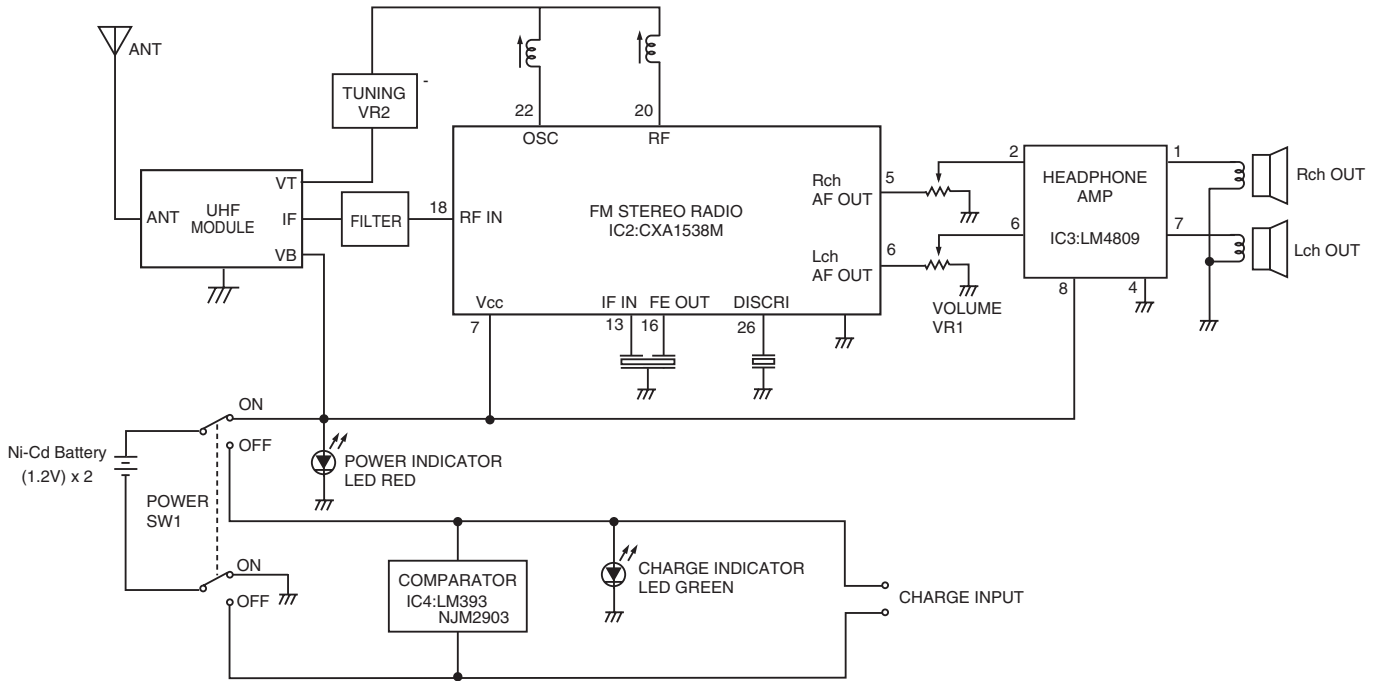 ANT
TUNING
VR2
-
22
20
OSC
RF
UHF
MODULE
ANT
VT
IF
VB
FILTER
18
RF IN
FM STEREO RADIO
IC2:CXA1538M
Rch
AF OUT
5
Lch
AF OUT
6
Vcc
7
IF IN
13
FE OUT
16
DISCRI
26
VOLUME
VR1
2
6
HEADPHONE
AMP
IC3:LM4809
1
7
8
4
Rch OUT
Lch OUT
ON
OFF
Ni-Cd Battery
(1.2V) x 2
POWER
SW1
POWER INDICATOR
LED RED
ON
OFF
COMPARATOR
IC4:LM393
NJM2903
CHARGE INDICATOR
LED GREEN
CHARGE INPUT